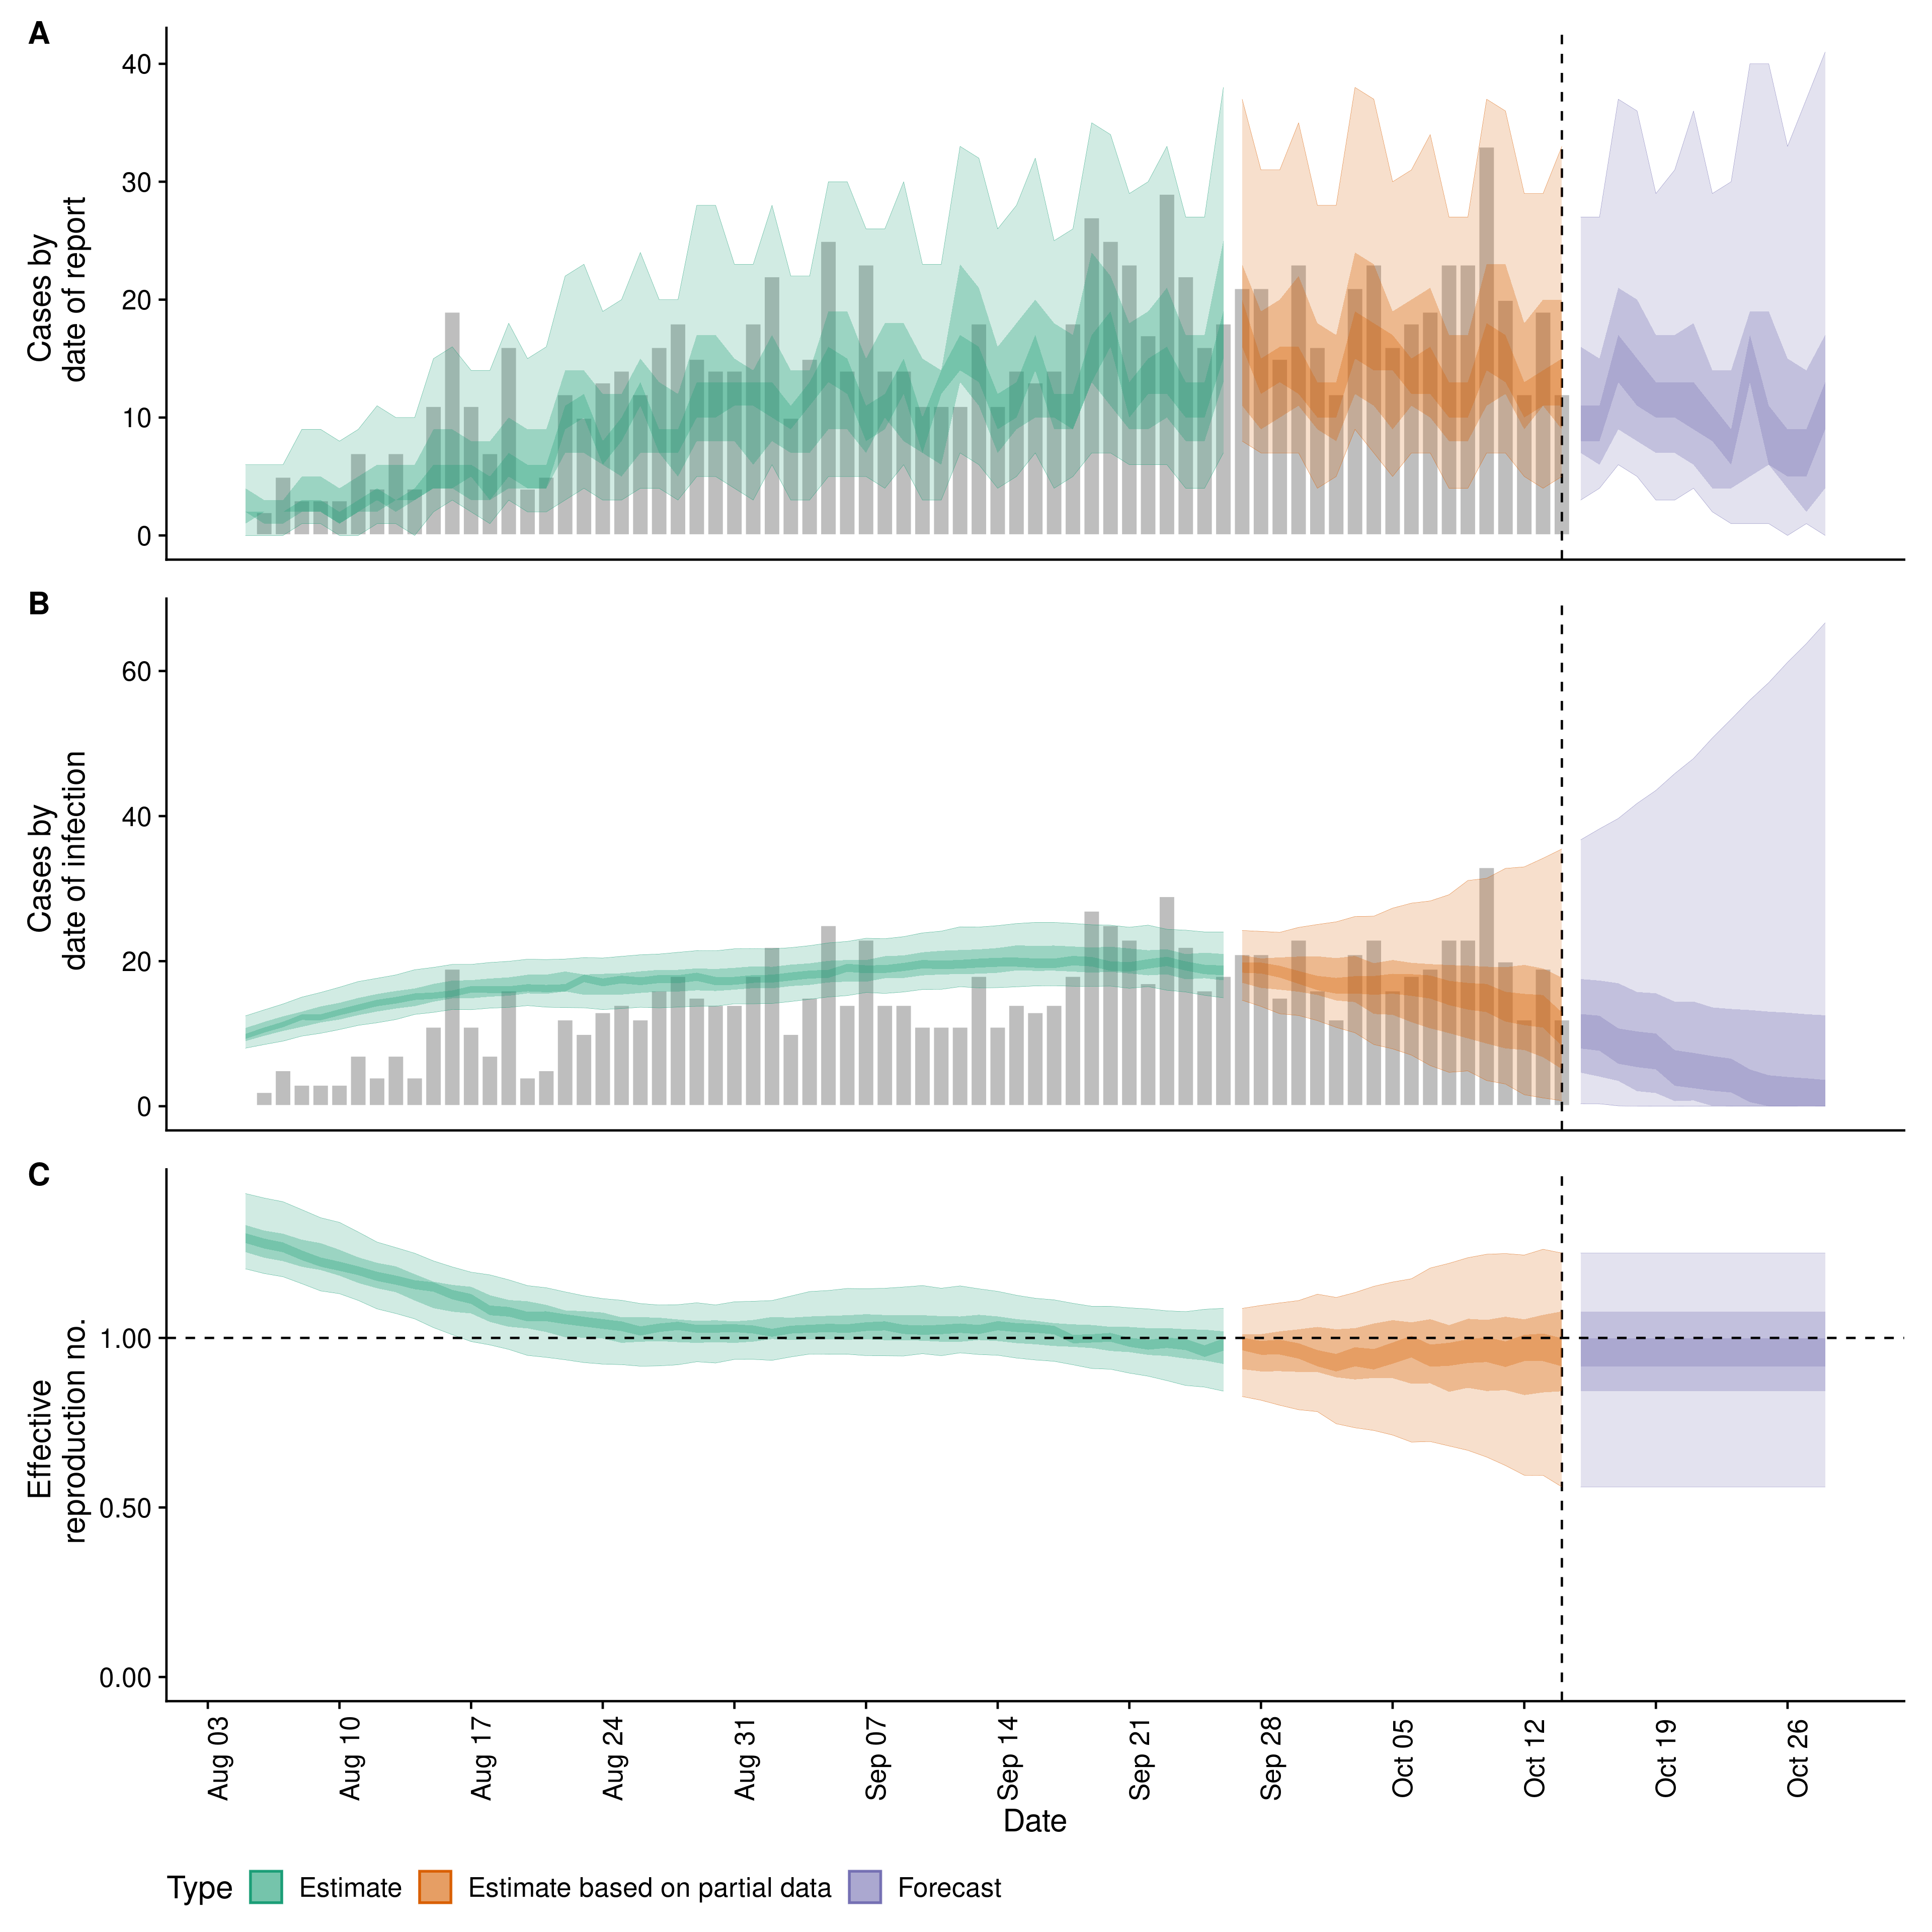 A
Cases by
date of report
40
30
20
10
0
B
Cases by
date of infection
60
40
20
0
C
Effective
reproduction no.
1.00
0.50
0.00
Aug 03
Aug 10
Aug 17
Aug 24
Aug 31
Sep 07
Sep 14
Sep 21
Sep 28
Oct 05
Oct 12
Oct 19
Oct 26
Date
Type Estimate Estimate based on partial data Forecast